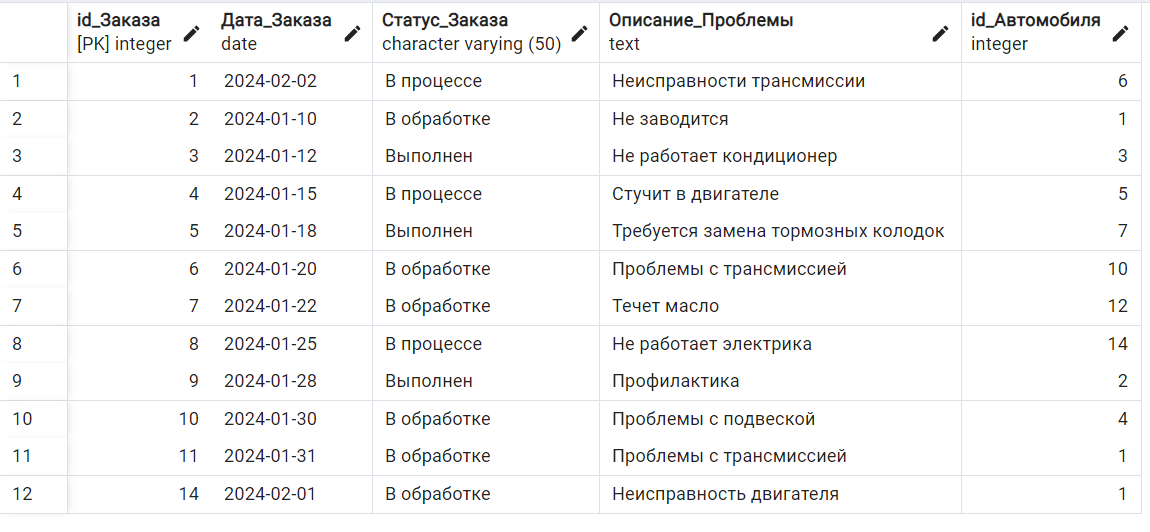 id_Заказа Дата_Заказа Статус_Заказа Описание_Проблемы id_Автомобиля
[PK] integer date character varying (50) text integer
1 1 2024-02-02 В процессе Неисправности трансмиссии 6
2 2 2024-01-10 В обработке Не заводится 1
3 3 2024-01-12 Выполнен Не работает кондиционер 3
4 4 2024-01-15 В процессе Стучит в двигателе 5
5 5 2024-01-18 Выполнен Требуется замена тормозных колодок 7
6 6 2024-01-20 В обработке Проблемы с трансмиссией 10
7 7 2024-01-22 В обработке Течет масло 12
8 8 2024-01-25 В процессе Не работает электрика 14
9 9 2024-01-28 Выполнен Профилактика 2
10 10 2024-01-30 В обработке Проблемы с подвеской 4
11 11 2024-01-31 В обработке Проблемы с трансмиссией 1
12 14 2024-02-01 В обработке Неисправность двигателя 1